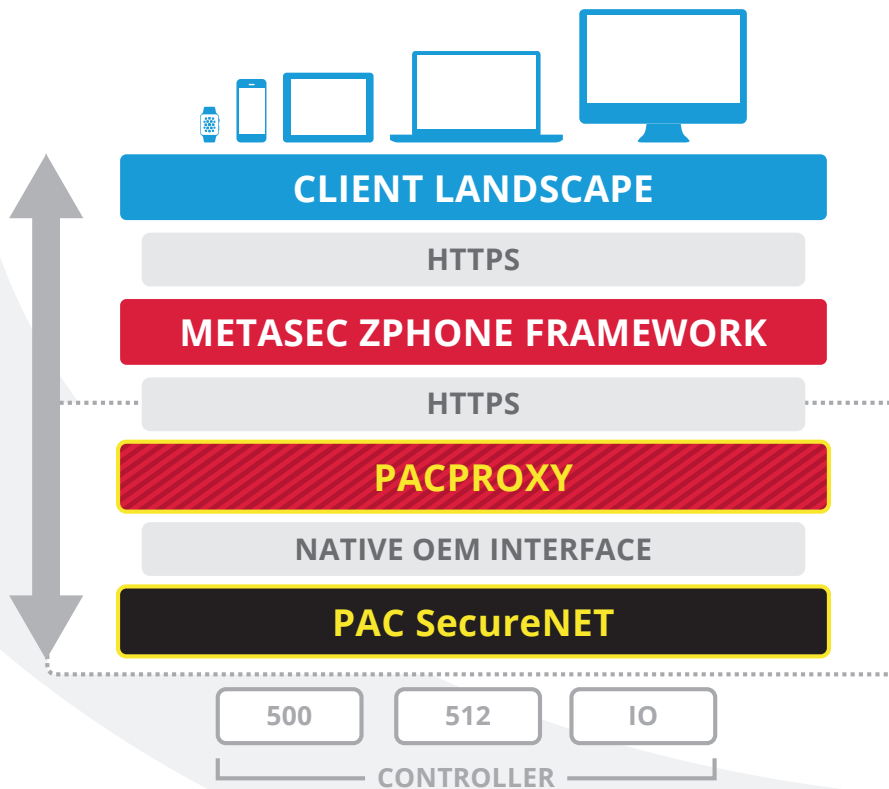 CLIENT LANDSCAPE
HTTPS
METASEC ZPHONE FRAMEWORK
HTTPS
PACPROXY
NATIVE OEM INTERFACE
PAC SecureNET
500 512 IO
CONTROLLER